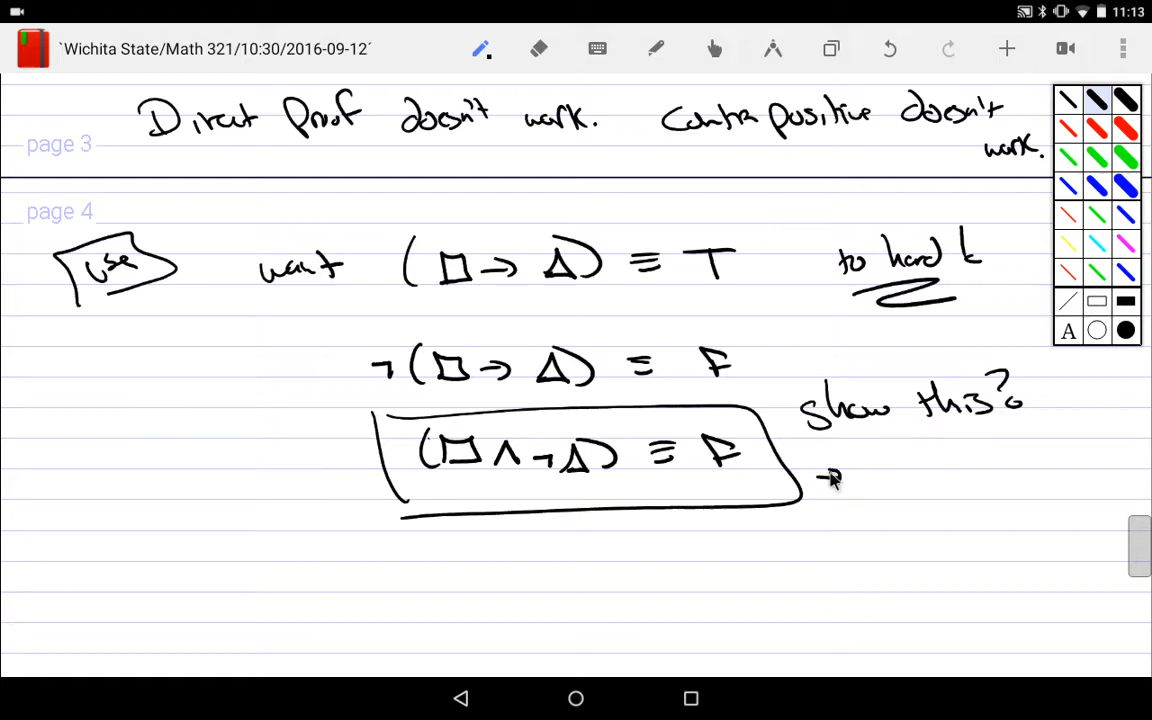 11:13
`Wichita State/Math 321/10:30/2016-09-12´
Direct Proof doesn't work. Contrapositive doesn't
work.
page 3
page 4
use want (□→ Δ) ≡ T to hard
¬(□→ Δ) ≡ F
show this?
(□ ∧ ¬Δ) ≡ F
A